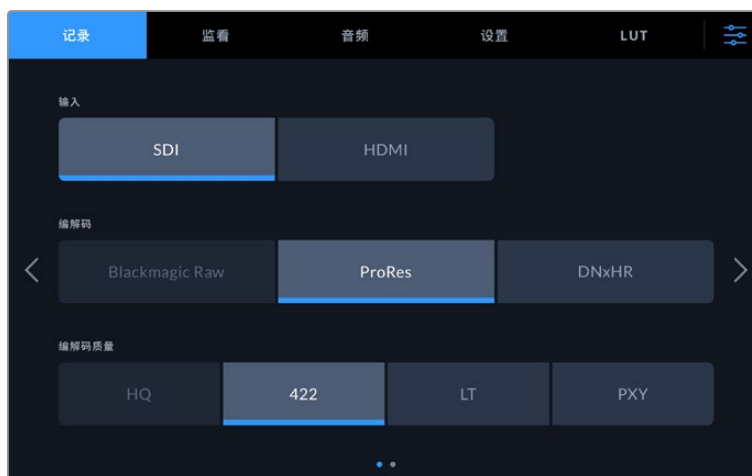 记录 监看 音频 设置 LUT
输入
SDI HDMI
编解码
Blackmagic Raw ProRes DNxHR
编解码质量
HQ 422 LT PXY